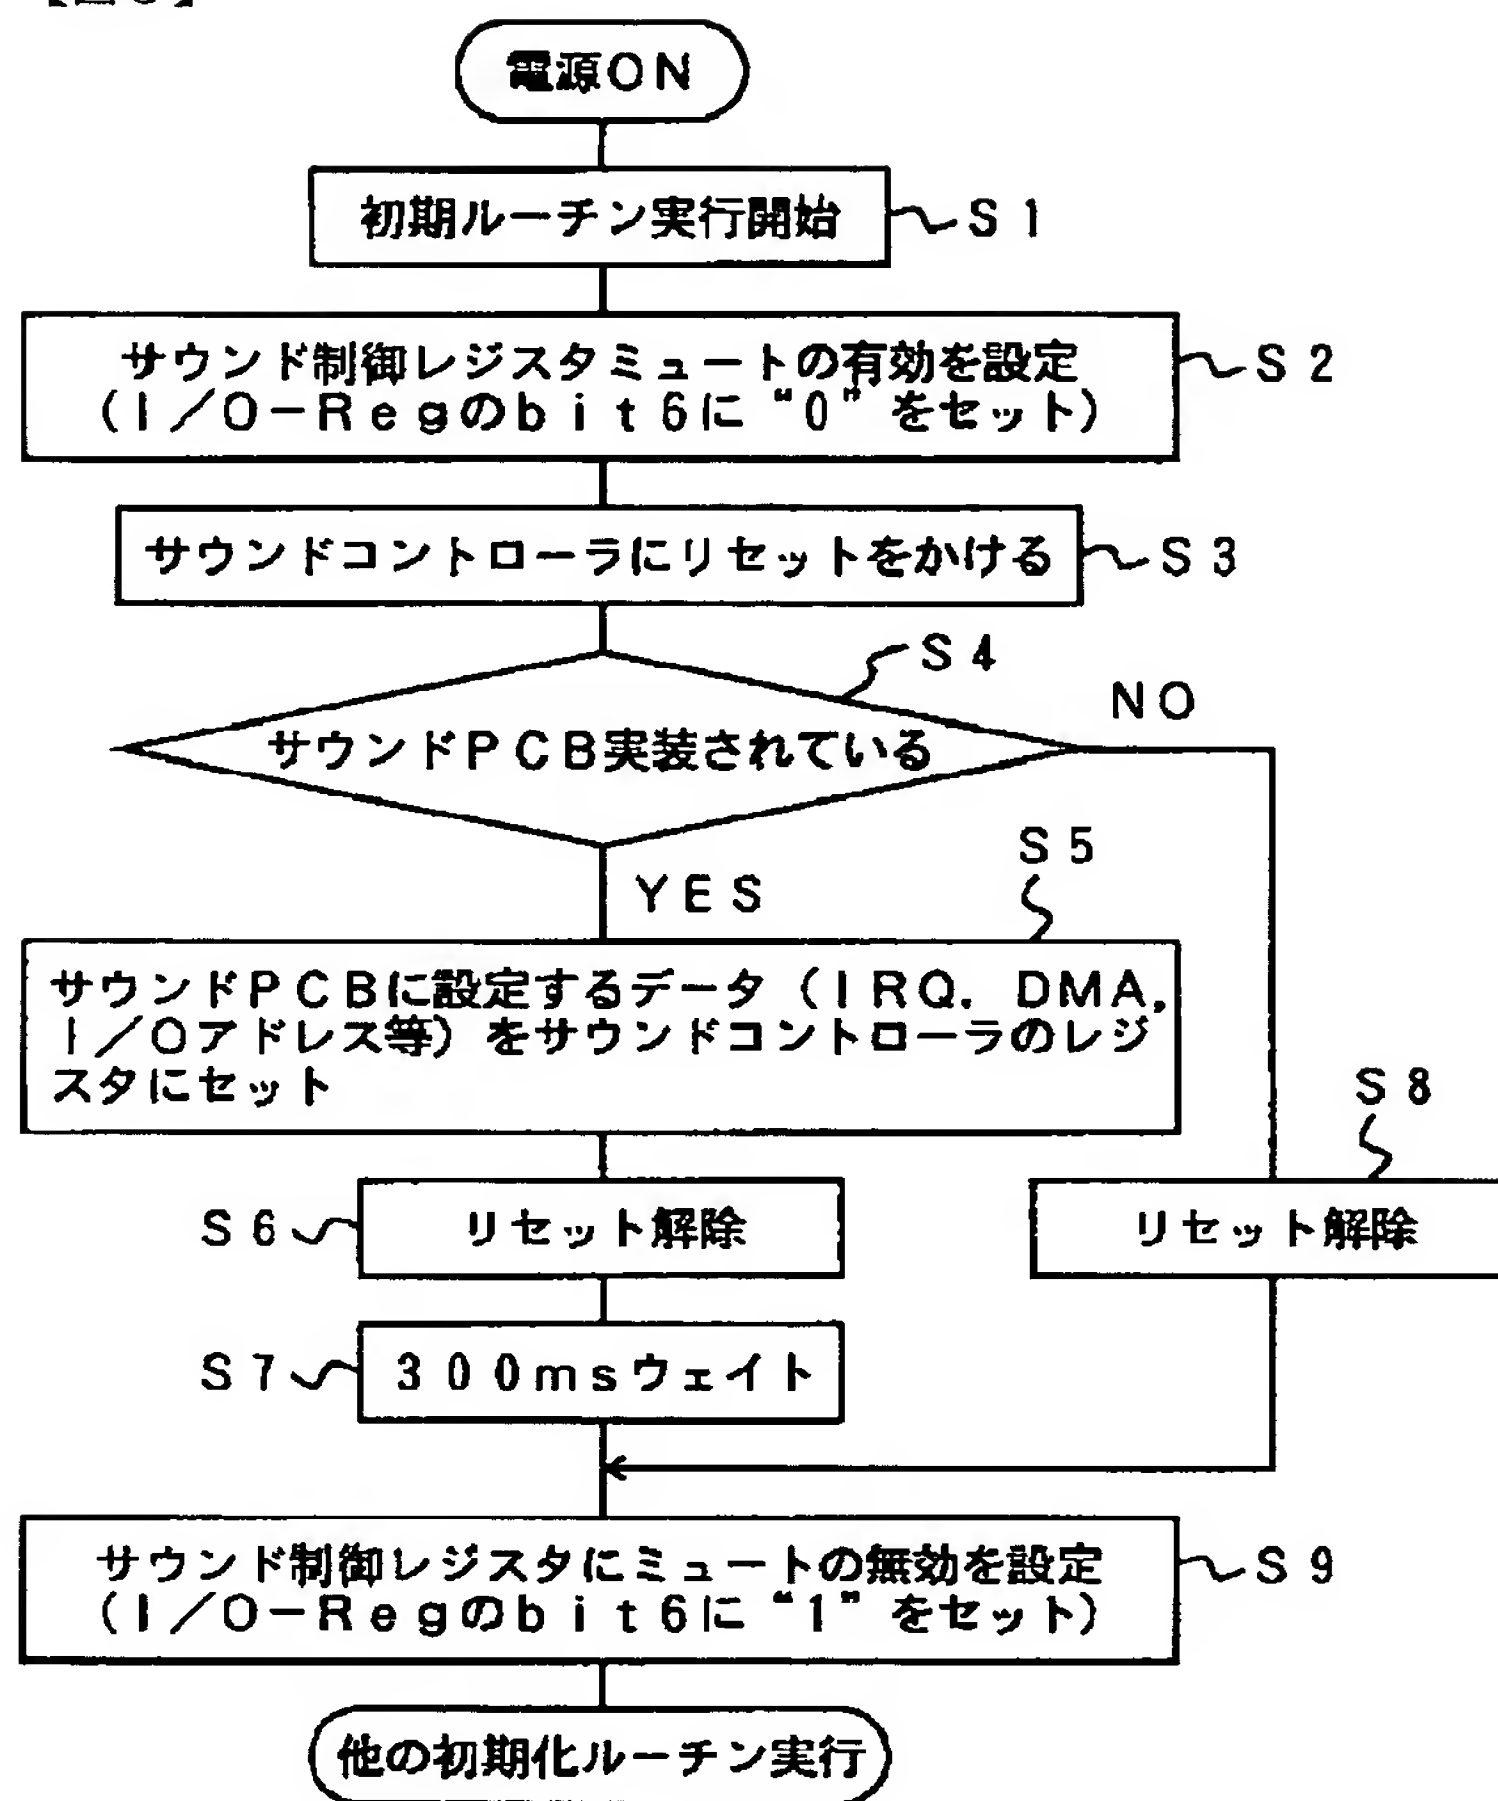 電源ON
初期ルーチン実行開始
S1
サウンド制御レジスタミュートの有効を設定
(I/O-Regのbit6に“0”をセット)
S2
サウンドコントローラにリセットをかける
S3
S4
サウンドPCB実装されている
NO
YES
S5
サウンドPCBに設定するデータ(IRQ, DMA,
I/Oアドレス等)をサウンドコントローラのレジ
スタにセット
S8
S6
リセット解除
リセット解除
S7
300msウェイト
サウンド制御レジスタにミュートの無効を設定
(I/O-Regのbit6に“1”をセット)
S9
他の初期化ルーチン実行